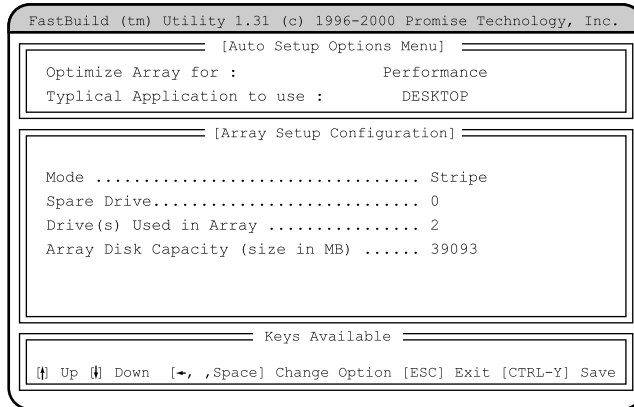 FastBuild (tm) Utility 1.31 (c) 1996-2000 Promise Technology, Inc.
[Auto Setup Options Menu]
Optimize Array for : Performance
Typlical Application to use : DESKTOP
[Array Setup Configuration]
Mode .................................. Stripe
Spare Drive............................ 0
Drive(s) Used in Array ................ 2
Array Disk Capacity (size in MB) ...... 39093
Keys Available
[↑] Up [↓] Down [←, ,Space] Change Option [ESC] Exit [CTRL-Y] Save